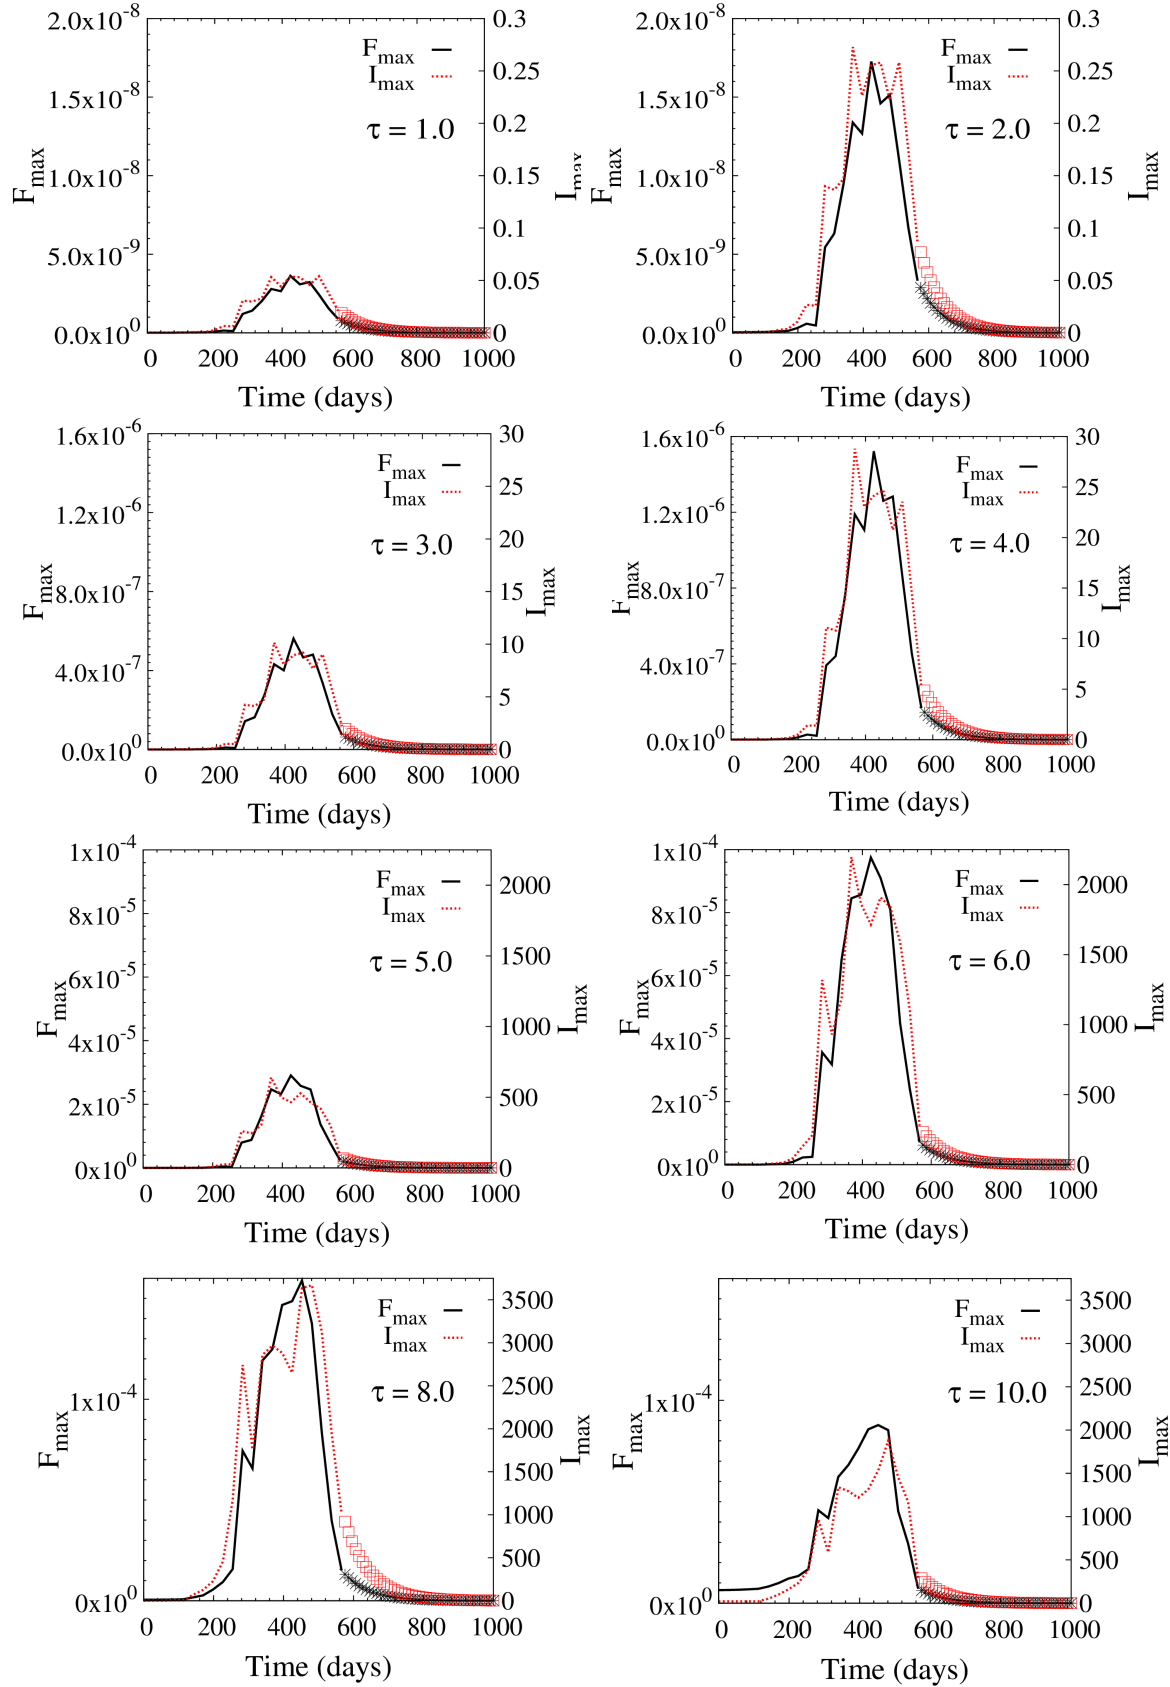 2.0x10^-8
1.5x10^-8
1.0x10^-8
5.0x10^-9
0.0x10^0
F_max
0.3
0.25
0.2
0.15
0.1
0.05
0
I_max
F_max
I_max
τ = 1.0
0 200 400 600 800 1000
Time (days)
2.0x10^-8
1.5x10^-8
1.0x10^-8
5.0x10^-9
0.0x10^0
F_max
0.3
0.25
0.2
0.15
0.1
0.05
0
I_max
F_max
I_max
τ = 2.0
0 200 400 600 800 1000
Time (days)
1.6x10^-6
1.2x10^-6
8.0x10^-7
4.0x10^-7
0.0x10^0
F_max
30
25
20
15
10
5
0
I_max
F_max
I_max
τ = 3.0
0 200 400 600 800 1000
Time (days)
1.6x10^-6
1.2x10^-6
8.0x10^-7
4.0x10^-7
0.0x10^0
F_max
30
25
20
15
10
5
0
I_max
F_max
I_max
τ = 4.0
0 200 400 600 800 1000
Time (days)
1x10^-4
8x10^-5
6x10^-5
4x10^-5
2x10^-5
0x10^0
F_max
2000
1500
1000
500
0
I_max
F_max
I_max
τ = 5.0
0 200 400 600 800 1000
Time (days)
1x10^-4
8x10^-5
6x10^-5
4x10^-5
2x10^-5
0x10^0
F_max
2000
1500
1000
500
0
I_max
F_max
I_max
τ = 6.0
0 200 400 600 800 1000
Time (days)
1x10^-4
0x10^0
F_max
3500
3000
2500
2000
1500
1000
500
0
I_max
F_max
I_max
τ = 8.0
0 200 400 600 800 1000
Time (days)
1x10^-4
0x10^0
F_max
3500
3000
2500
2000
1500
1000
500
0
I_max
F_max
I_max
τ = 10.0
0 200 400 600 800 1000
Time (days)